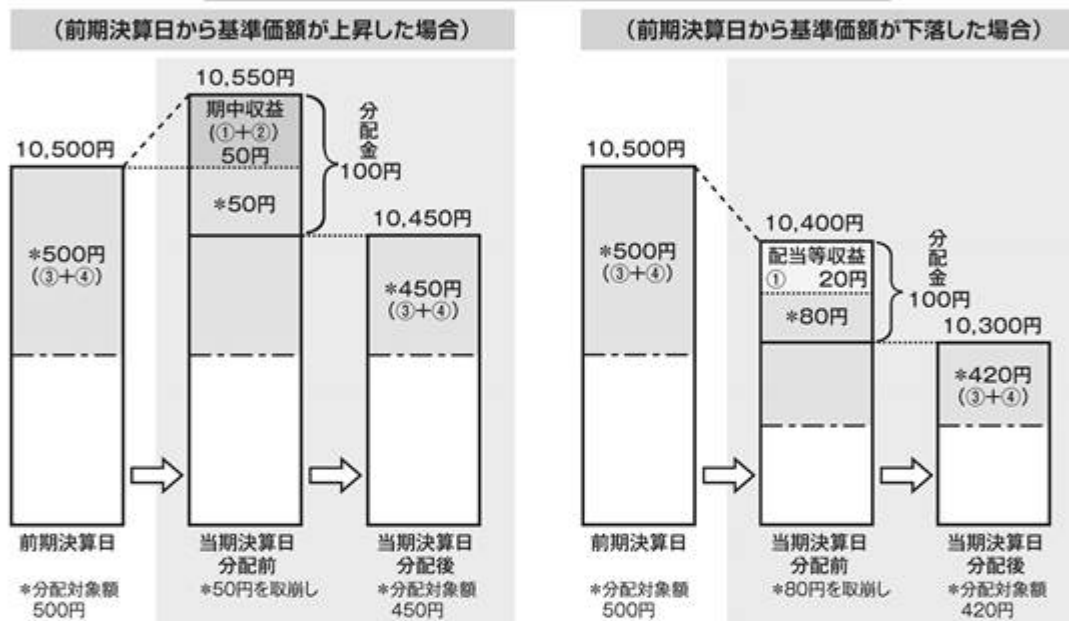 (前期決算日から基準価額が上昇した場合)
10,550円
期中収益
(①+②)
50円
*50円
分配金
100円
10,500円
*500円
(③+④)
10,450円
*450円
(③+④)
前期決算日
*分配対象額
500円
当期決算日
分配前
*50円を取崩し
当期決算日
分配後
*分配対象額
450円
(前期決算日から基準価額が下落した場合)
10,500円
*500円
(③+④)
10,400円
配当等収益
① 20円
*80円
分配金
100円
10,300円
*420円
(③+④)
前期決算日
*分配対象額
500円
当期決算日
分配前
*80円を取崩し
当期決算日
分配後
*分配対象額
420円